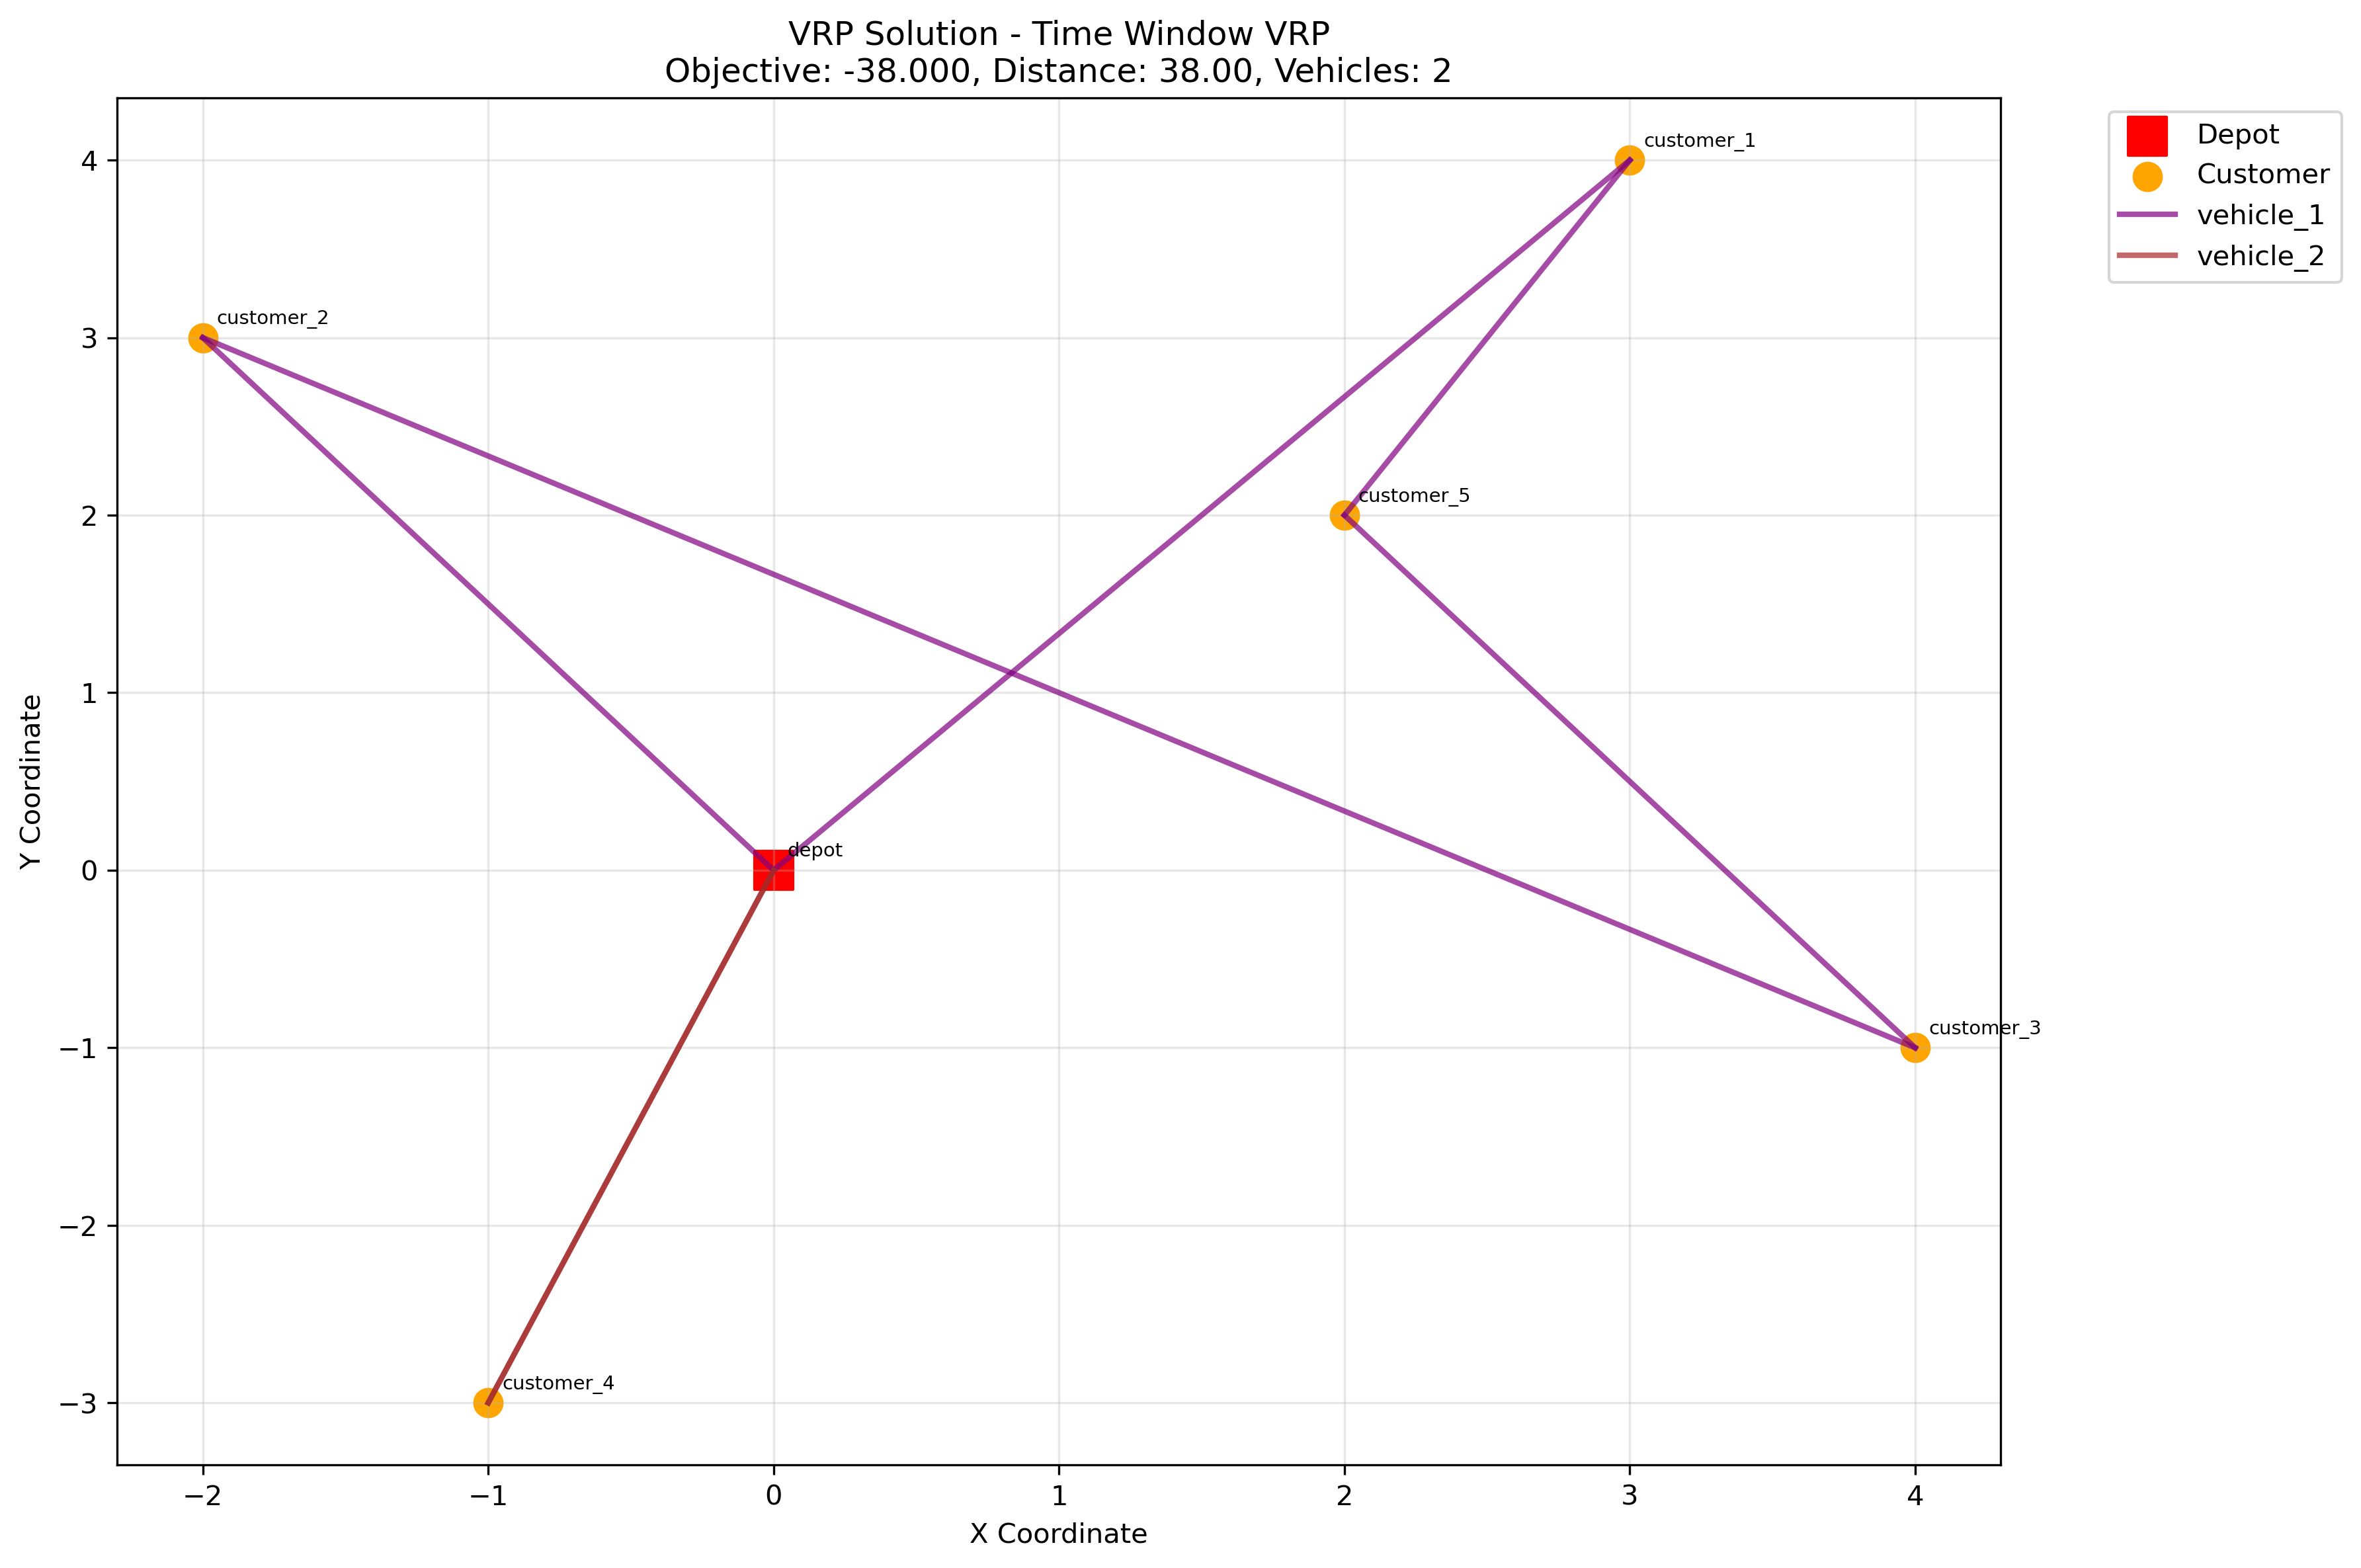 VRP Solution - Time Window VRP
Objective: -38.000, Distance: 38.00, Vehicles: 2
Depot
Customer
vehicle_1
vehicle_2
customer_1
customer_2
customer_5
depot
customer_3
customer_4
Y Coordinate
4
3
2
1
0
−1
−2
−3
−2
−1
0
1
2
3
4
X Coordinate